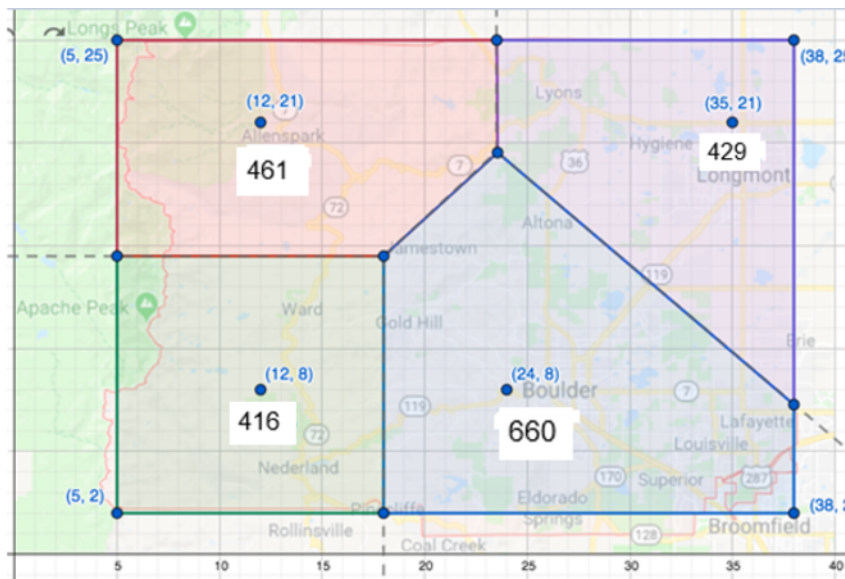 Longs Peak
(5, 25)
(38, 25
(12, 21)
7
Allenspark
461
Lyons
(35, 21)
Hygiene
429
Longmont
36
7
72
Altona
Jamestown
119
Apache Peak
Ward
Gold Hill
Erie
(12, 8)
(24, 8)
Boulder
7
119
416
72
660
Lafayette
Louisville
Nederland
170
Superior
287
(5, 2)
Pinecliffe
Eldorado
Springs
(38, 2
Broomfield
Rollinsville
128
Coal Creek
5
10
15
20
25
30
35
40